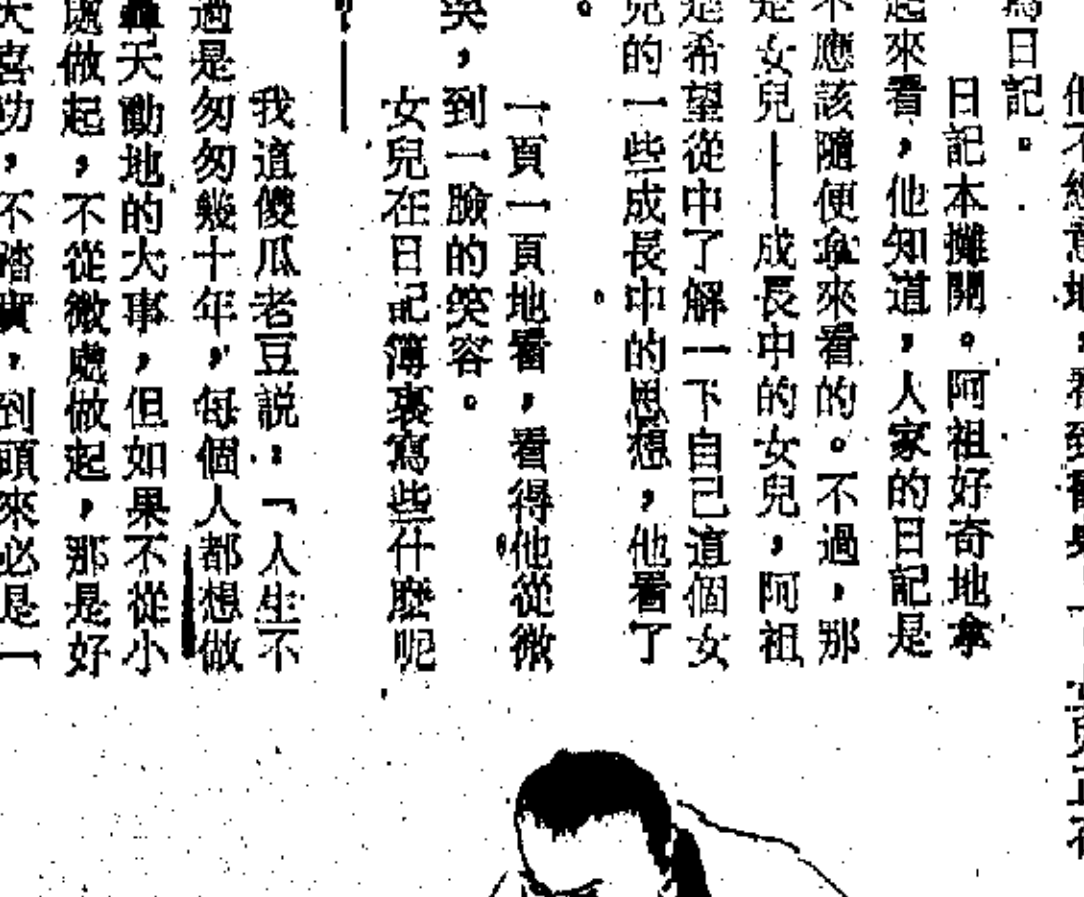 他不經意地,看到書桌
寫日記。
日記本攤開。阿祖好奇地拿
起來看,他知道,人家的日記是
不應該隨便拿來看的。不過,那
是女兒——成長中的女兒,阿祖
是希望從中了解一下自己這個女
兒的一些成長中的思想,他看了
。
一頁一頁地看,看得他從微
笑,到一臉的笑容。
女兒在日記簿裏寫些什麼呢
?——
我這傻瓜老豆説:「人生不
過是匆匆幾十年,每個人都想做
轟天動地的大事,但如果不從小
處做起,不從微處做起,那是好
大喜功,不踏實,到頭來必是一